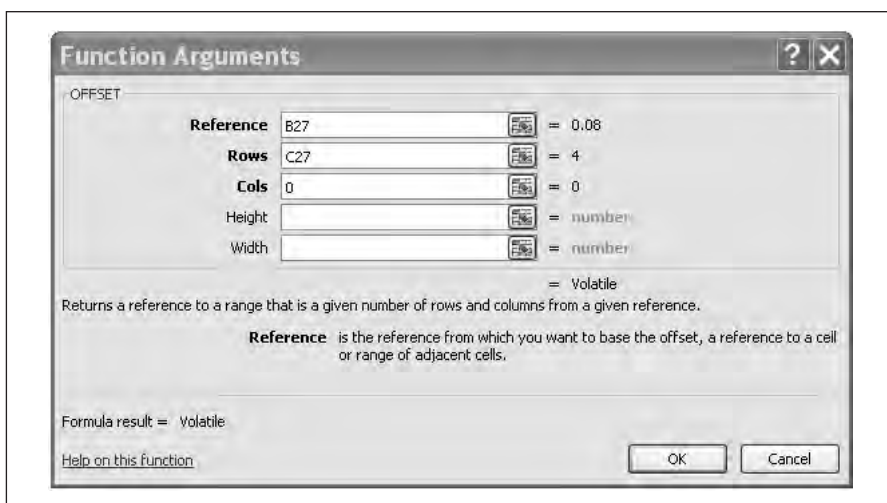 Function Arguments
OFFSET
Reference B27 = 0.08
Rows C27 = 4
Cols 0 = 0
Height = number
Width = number
= Volatile
Returns a reference to a range that is a given number of rows and columns from a given reference.
Reference is the reference from which you want to base the offset, a reference to a cell
or range of adjacent cells.
Formula result = Volatile
Help on this function OK Cancel